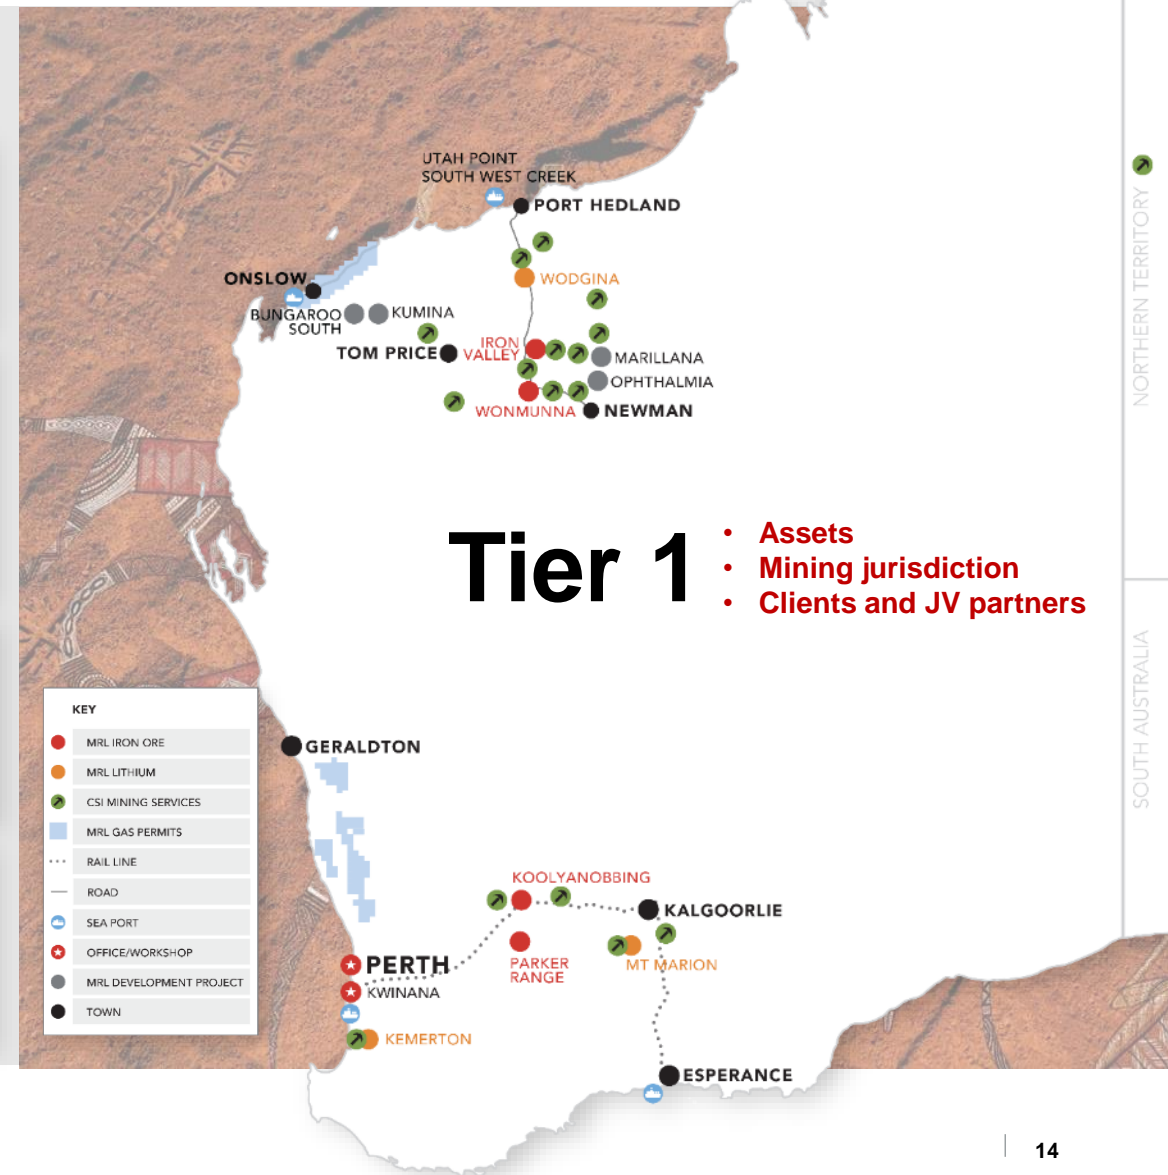 UTAH POINT
SOUTH WEST CREEK
PORT HEDLAND
WODGINA
ONSLOW
BUNGAROO
SOUTH
KUMINA
TOM PRICE
IRON
VALLEY
MARILLANA
OPHTHALMIA
WONMUNNA
NEWMAN
NORTHERN TERRITORY
Tier 1
• Assets
• Mining jurisdiction
• Clients and JV partners
SOUTH AUSTRALIA
KEY
MRL IRON ORE
MRL LITHIUM
CSI MINING SERVICES
MRL GAS PERMITS
RAIL LINE
ROAD
SEA PORT
OFFICE/WORKSHOP
MRL DEVELOPMENT PROJECT
TOWN
GERALDTON
KOOLYANOBBING
KALGOORLIE
PERTH
PARKER
RANGE
MT MARION
KWINANA
KEMERTON
ESPERANCE
14